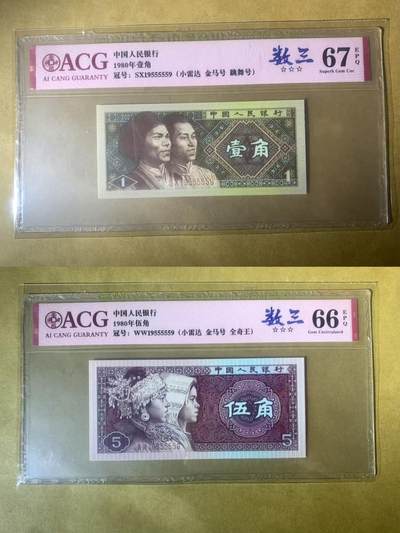 ACG
AI CANG GUARANTY
中国人民银行
1980年壹角
冠号：SX19555559（小雷达 金马号 跳舞号）
数三
☆☆☆
67
EPQ
Superb Gem Unc
中国人民银行
壹角
1
1
ACG
AI CANG GUARANTY
中国人民银行
1980年伍角
冠号：WW19555559（小雷达 金马号 全奇王）
数三
☆☆☆
66
EPQ
Gem Uncirculated
中国人民银行
伍角
5
5